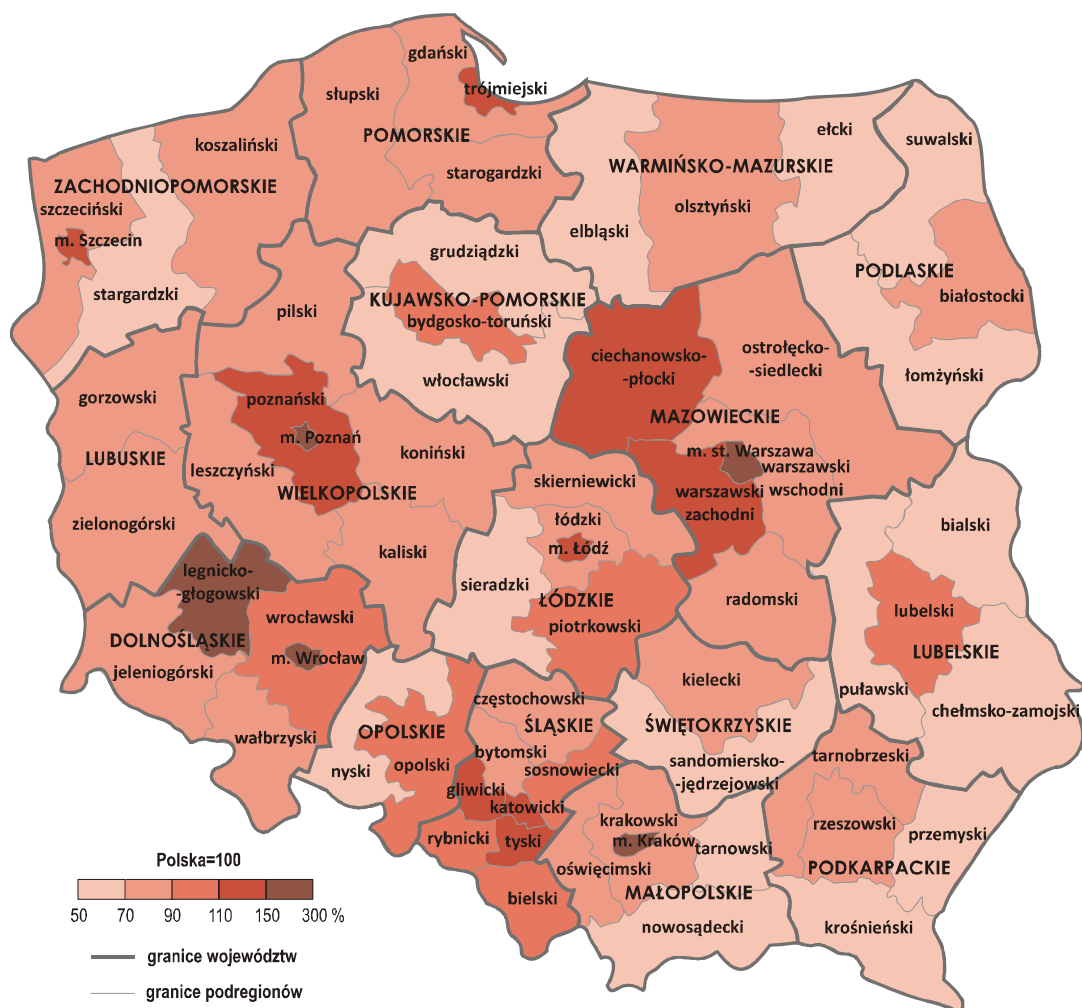 gdański
trójmiejski
słupski
POMORSKIE
koszaliński
starogardzki
ełcki
suwalski
WARMIŃSKO-MAZURSKIE
ZACHODNIOPOMORSKIE
szczeciński
m. Szczecin
olsztyński
elbląski
grudziądzki
stargardzki
PODLASKIE
białostocki
KUJAWSKO-POMORSKIE
bydgosko-toruński
pilski
ciechanowsko-
-płocki
ostrołęcko-
-siedlecki
włocławski
łomżyński
gorzowski
poznański
MAZOWIECKIE
m. Poznań
LUBUSKIE
leszczyński
koniński
m. st. Warszawa
warszawski
wschodni
WIELKOPOLSKIE
skierniewicki
warszawski
zachodni
zielonogórski
łódzki
m. Łódź
kaliski
bialski
legnicko-
-głogowski
sieradzki
ŁÓDZKIE
piotrkowski
radomski
lubelski
LUBELSKIE
wrocławski
DOLNOŚLĄSKIE
m. Wrocław
jeleniogórski
kielecki
puławski
częstochowski
chełmsko-zamojski
ŚLĄSKIE
ŚWIĘTOKRZYSKIE
OPOLSKIE
wałbrzyski
bytomski
tarnobrzeski
sandomiersko-
-jędrzejowski
nyski
opolski
sosnowiecki
gliwicki
katowicki
krakowski
rzeszowski
przemyski
rybnicki
tyski
m. Kraków
tarnowski
oświęcimski
PODKARPACKIE
MAŁOPOLSKIE
bielski
nowosądecki
krośnieński
Polska=100
50 70 90 110 150 300 %
granice województw
granice podregionów